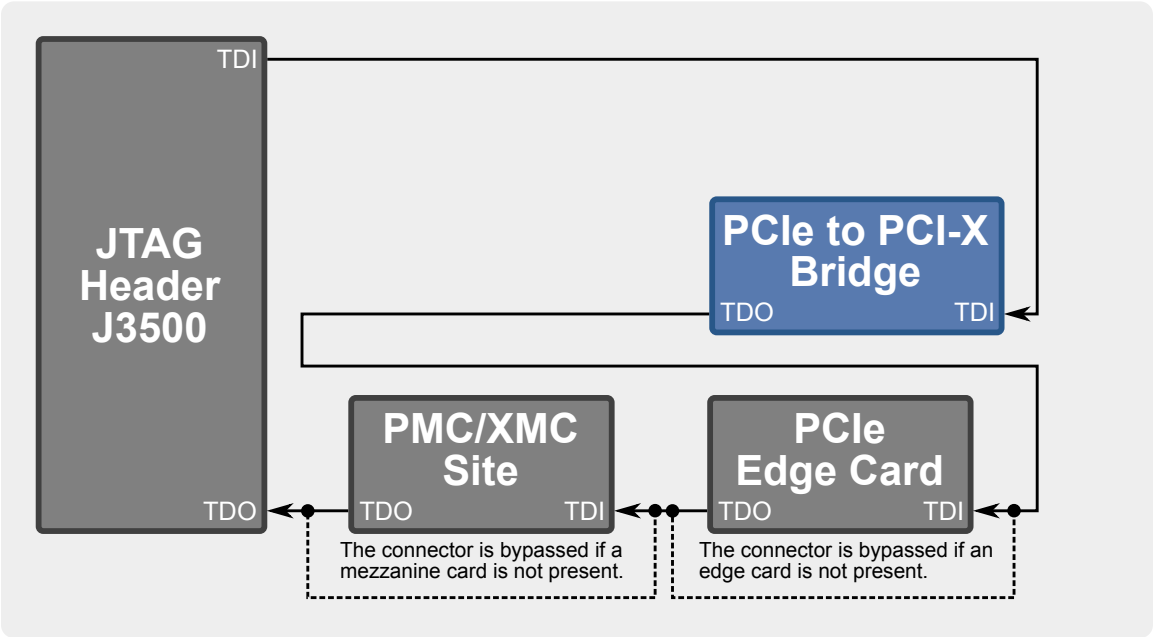 TDI
JTAG
Header
J3500
TDO
PCIe to PCI-X
Bridge
TDO
TDI
PMC/XMC
Site
TDO
TDI
The connector is bypassed if a
mezzanine card is not present.
PCIe
Edge Card
TDO
TDI
The connector is bypassed if an
edge card is not present.